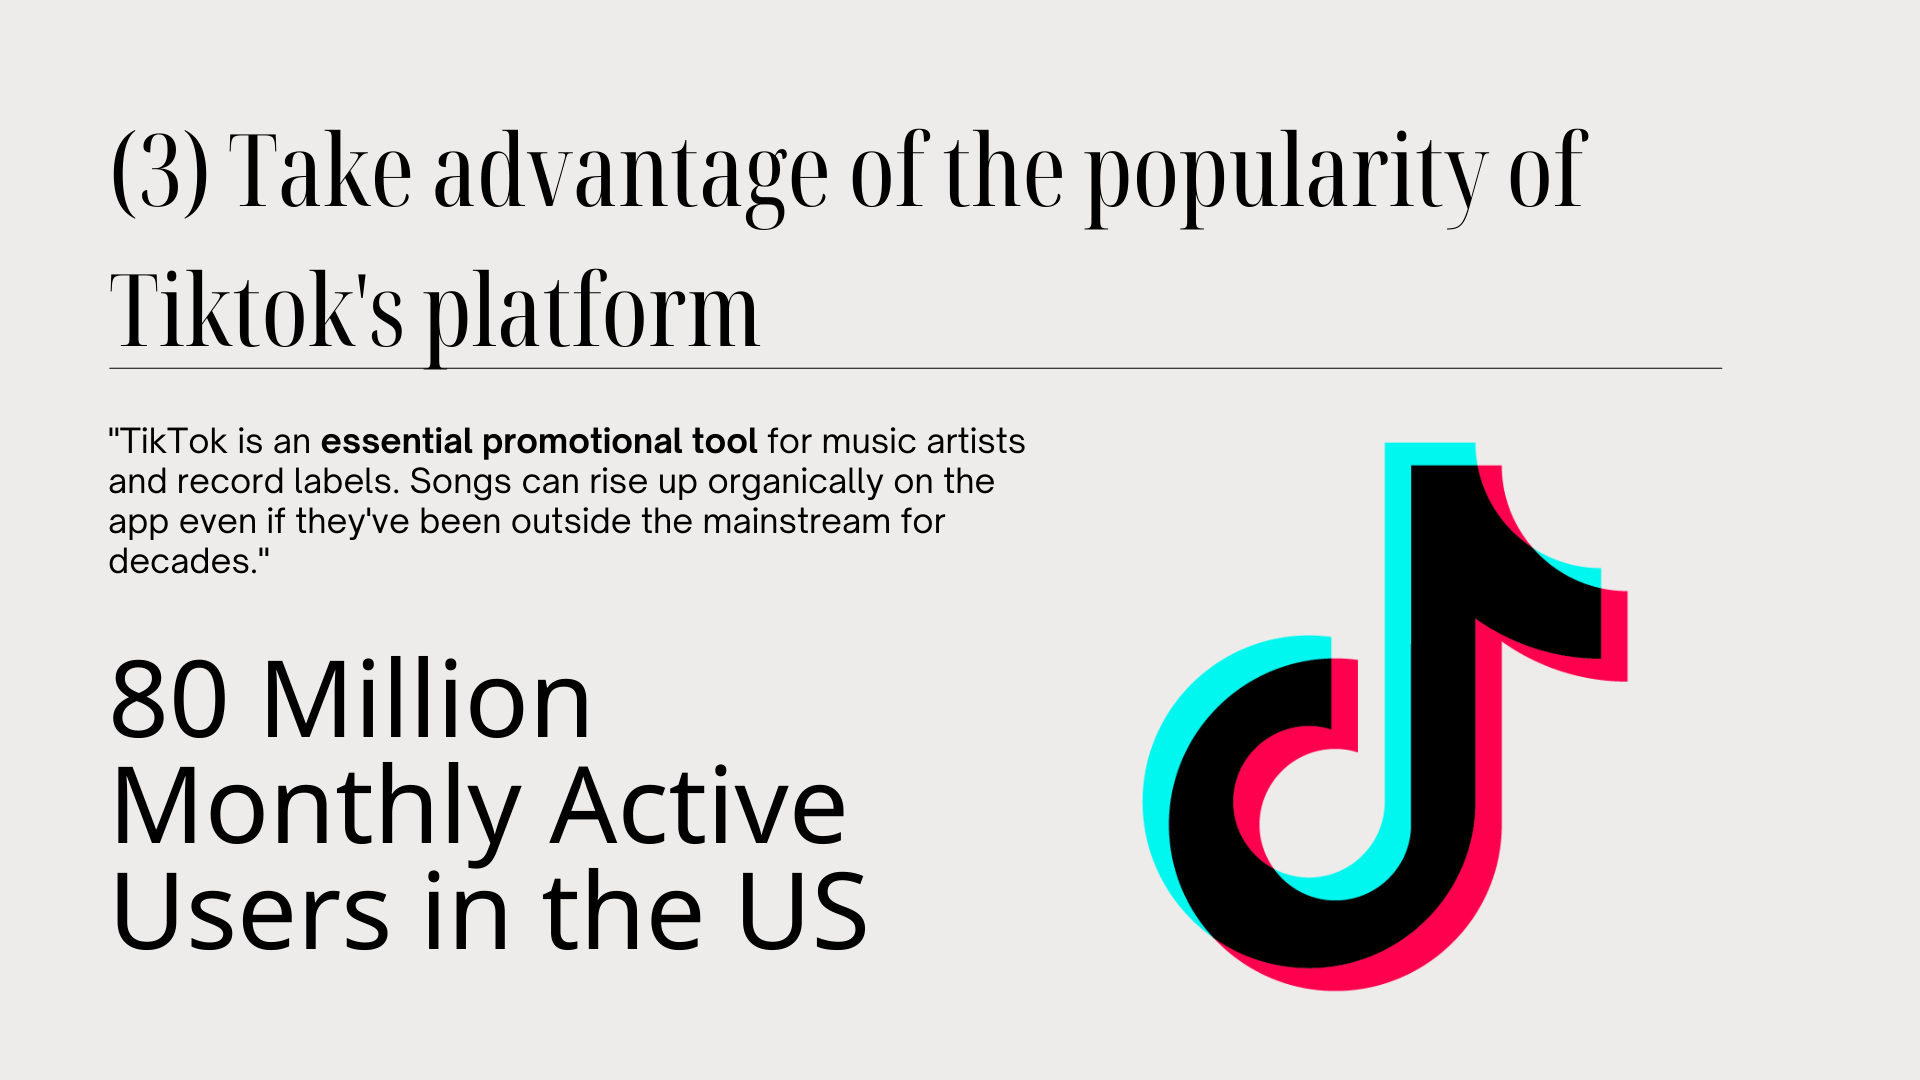 (3) Take advantage of the popularity of
Tiktok's platform
"TikTok is an essential promotional tool for music artists
and record labels. Songs can rise up organically on the
app even if they've been outside the mainstream for
decades."
80 Million
Monthly Active
Users in the US